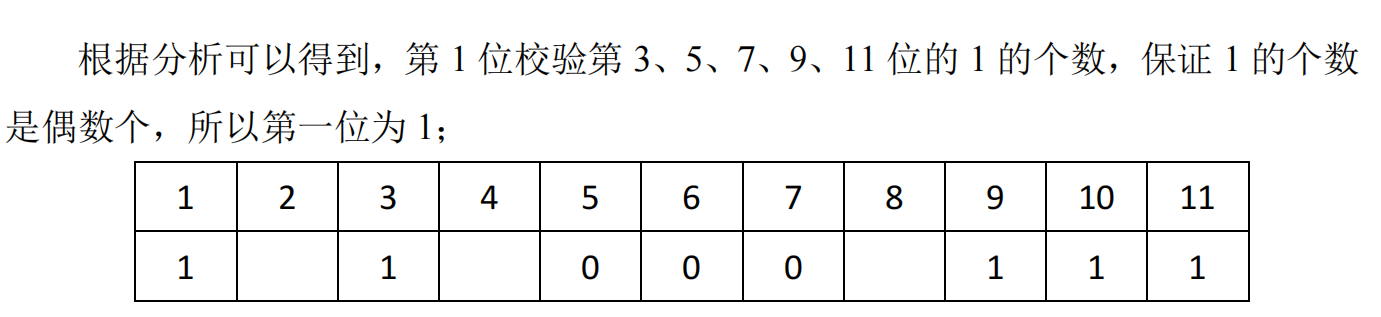 根据分析可以得到，第 1 位校验第 3、5、7、9、11 位的 1 的个数，保证 1 的个数
是偶数个，所以第一位为 1；
1 2 3 4 5 6 7 8 9 10 11
1 1 0 0 0 1 1 1